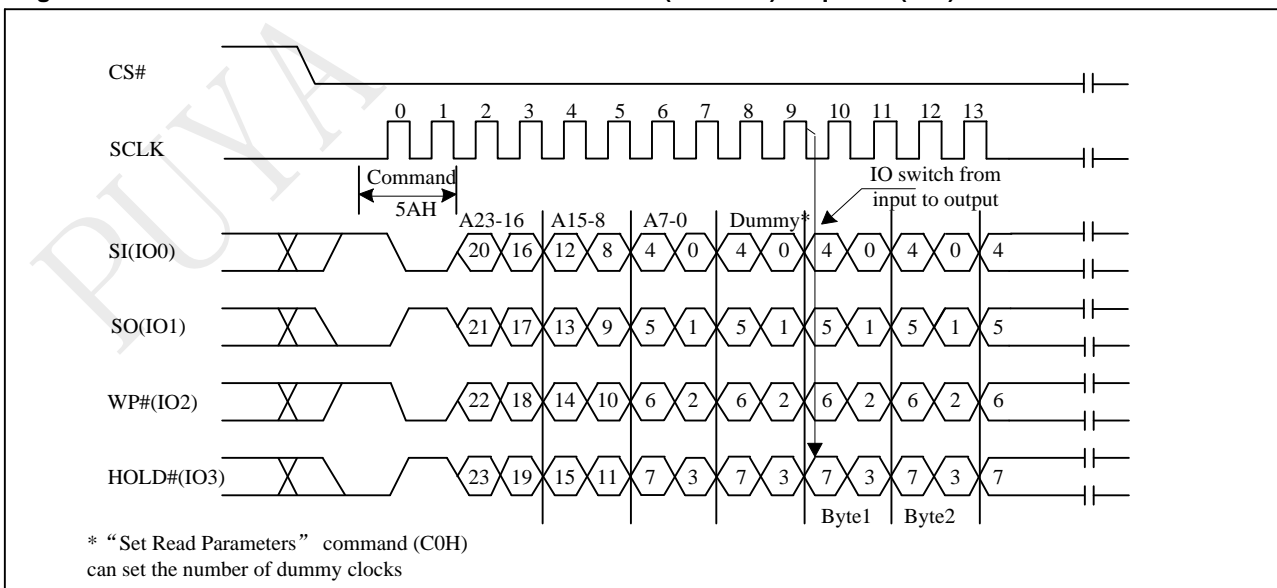 PUYA
CS#
0 1 2 3 4 5 6 7 8 9 10 11 12 13
SCLK
Command
5AH
IO switch from
input to output
A23-16 A15-8 A7-0 Dummy*
SI(IO0) 20 16 12 8 4 0 4 0 4 0 4 0 4
SO(IO1) 21 17 13 9 5 1 5 1 5 1 5 1 5
WP#(IO2) 22 18 14 10 6 2 6 2 6 2 6 2 6
HOLD#(IO3) 23 19 15 11 7 3 7 3 7 3 7 3 7
Byte1 Byte2
* “Set Read Parameters” command (C0H)
can set the number of dummy clocks